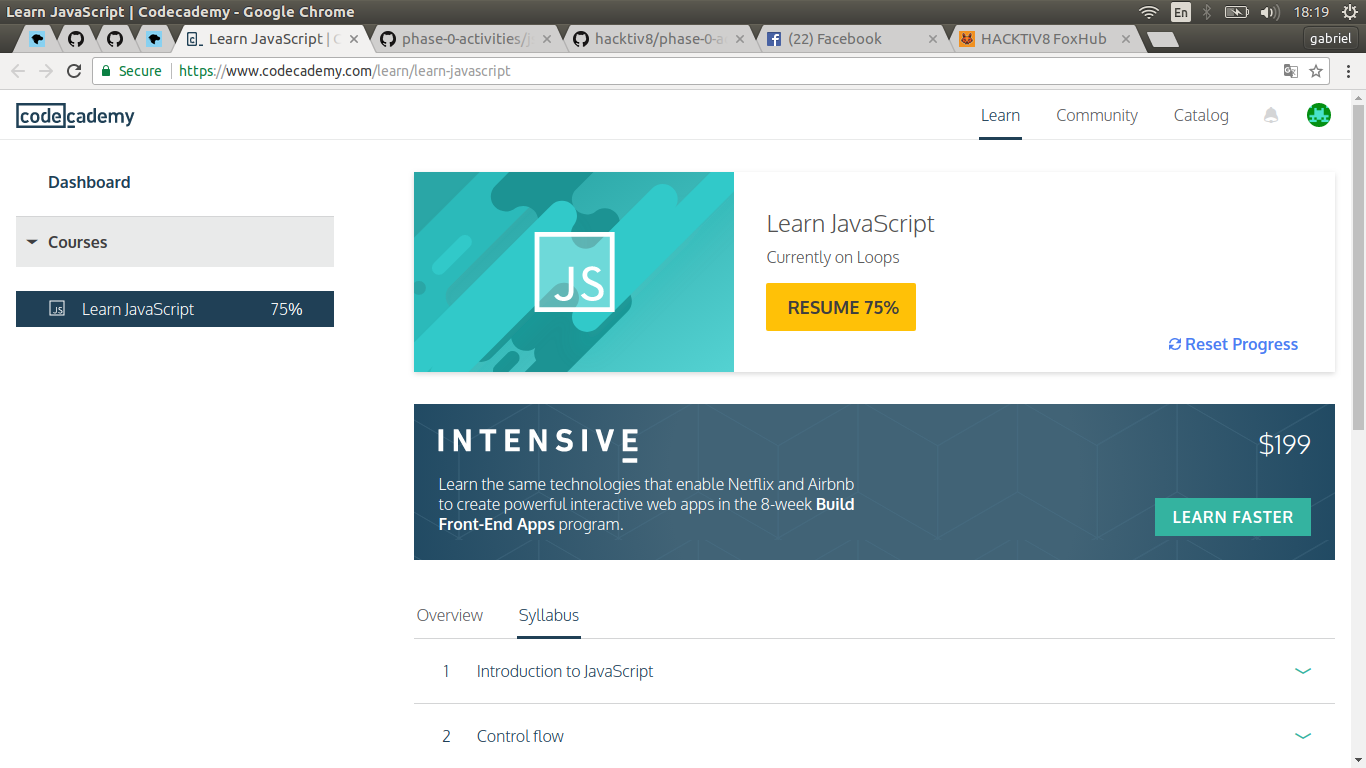 Learn JavaScript | Codecademy - Google Chrome
En
18:19
Learn JavaScript | C
phase-0-activities/js
hacktiv8/phase-0-a
(22) Facebook
HACKTIV8 FoxHub
gabriel
Secure
https://www.codecademy.com/learn/learn-javascript
codecademy
Learn
Community
Catalog
Dashboard
Courses
JS
Learn JavaScript
75%
JS
Learn JavaScript
Currently on Loops
RESUME 75%
Reset Progress
INTENSIVE
$199
Learn the same technologies that enable Netflix and Airbnb
to create powerful interactive web apps in the 8-week Build
Front-End Apps program.
LEARN FASTER
Overview
Syllabus
1 Introduction to JavaScript
2 Control flow